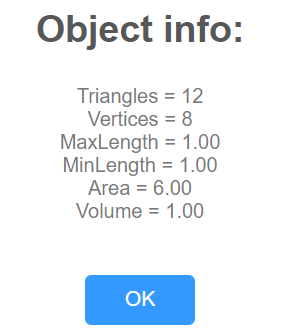 Object info:
Triangles = 12
Vertices = 8
MaxLength = 1.00
MinLength = 1.00
Area = 6.00
Volume = 1.00
OK